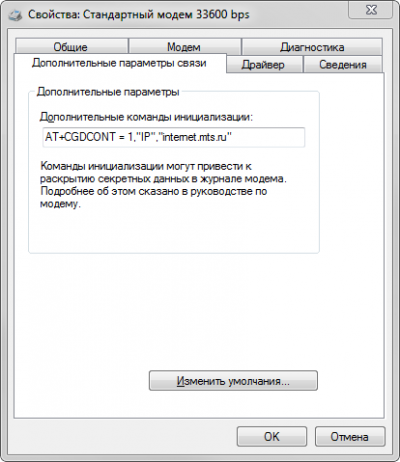 Свойства: Стандартный модем 33600 bps
Общие Модем Диагностика
Дополнительные параметры связи Драйвер Сведения
Дополнительные параметры
Дополнительные команды инициализации:
AT+CGDCONT = 1,"IP","internet.mts.ru"
Команды инициализации могут привести к
раскрытию секретных данных в журнале модема.
Подробнее об этом сказано в руководстве по
модему.
Изменить умолчания...
OK Отмена